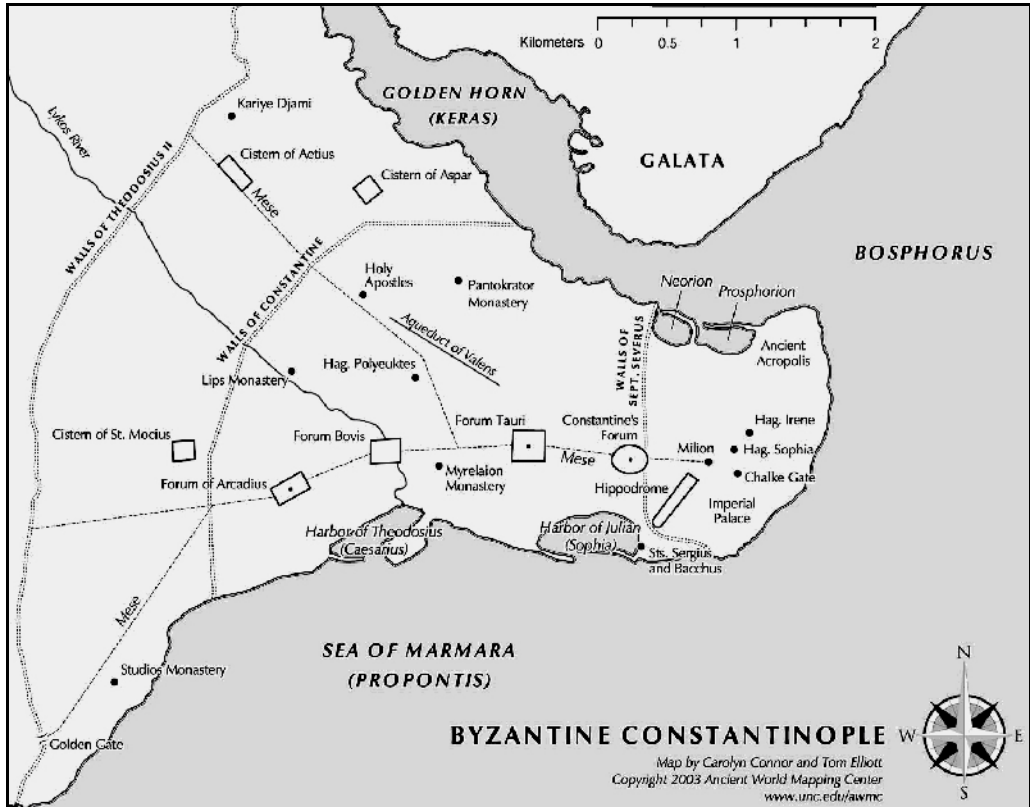 Kilometers 0 0.5 1 2
GOLDEN HORN
(KERAS)
GALATA
BOSPHORUS
Lykos River
Kariye Djami
Cistern of Aetius
Cistern of Aspar
Mese
WALLS OF THEODOSIUS II
WALLS OF CONSTANTINE
Holy
Apostles
Pantokrator
Monastery
Neorion
Prosphorion
Aqueduct of Valens
WALLS OF
SEPT. SEVERUS
Ancient
Acropolis
Lips Monastery
Hag. Polyeuktes
Cistern of St. Mocius
Forum Bovis
Forum Tauri
Constantine's
Forum
Mese
Milion
Hag. Irene
Hag. Sophia
Chalke Gate
Forum of Arcadius
Myrelaion
Monastery
Hippodrome
Imperial
Palace
Harbor of Theodosius
(Caesarius)
Harbor of Julian
(Sophia)
Sts. Sergius
and Bacchus
Mese
Studios Monastery
Golden Gate
SEA OF MARMARA
(PROPONTIS)
BYZANTINE CONSTANTINOPLE
Map by Carolyn Connor and Tom Elliott
Copyright 2003 Ancient World Mapping Center
www.unc.edu/awmc
N
W
E
S